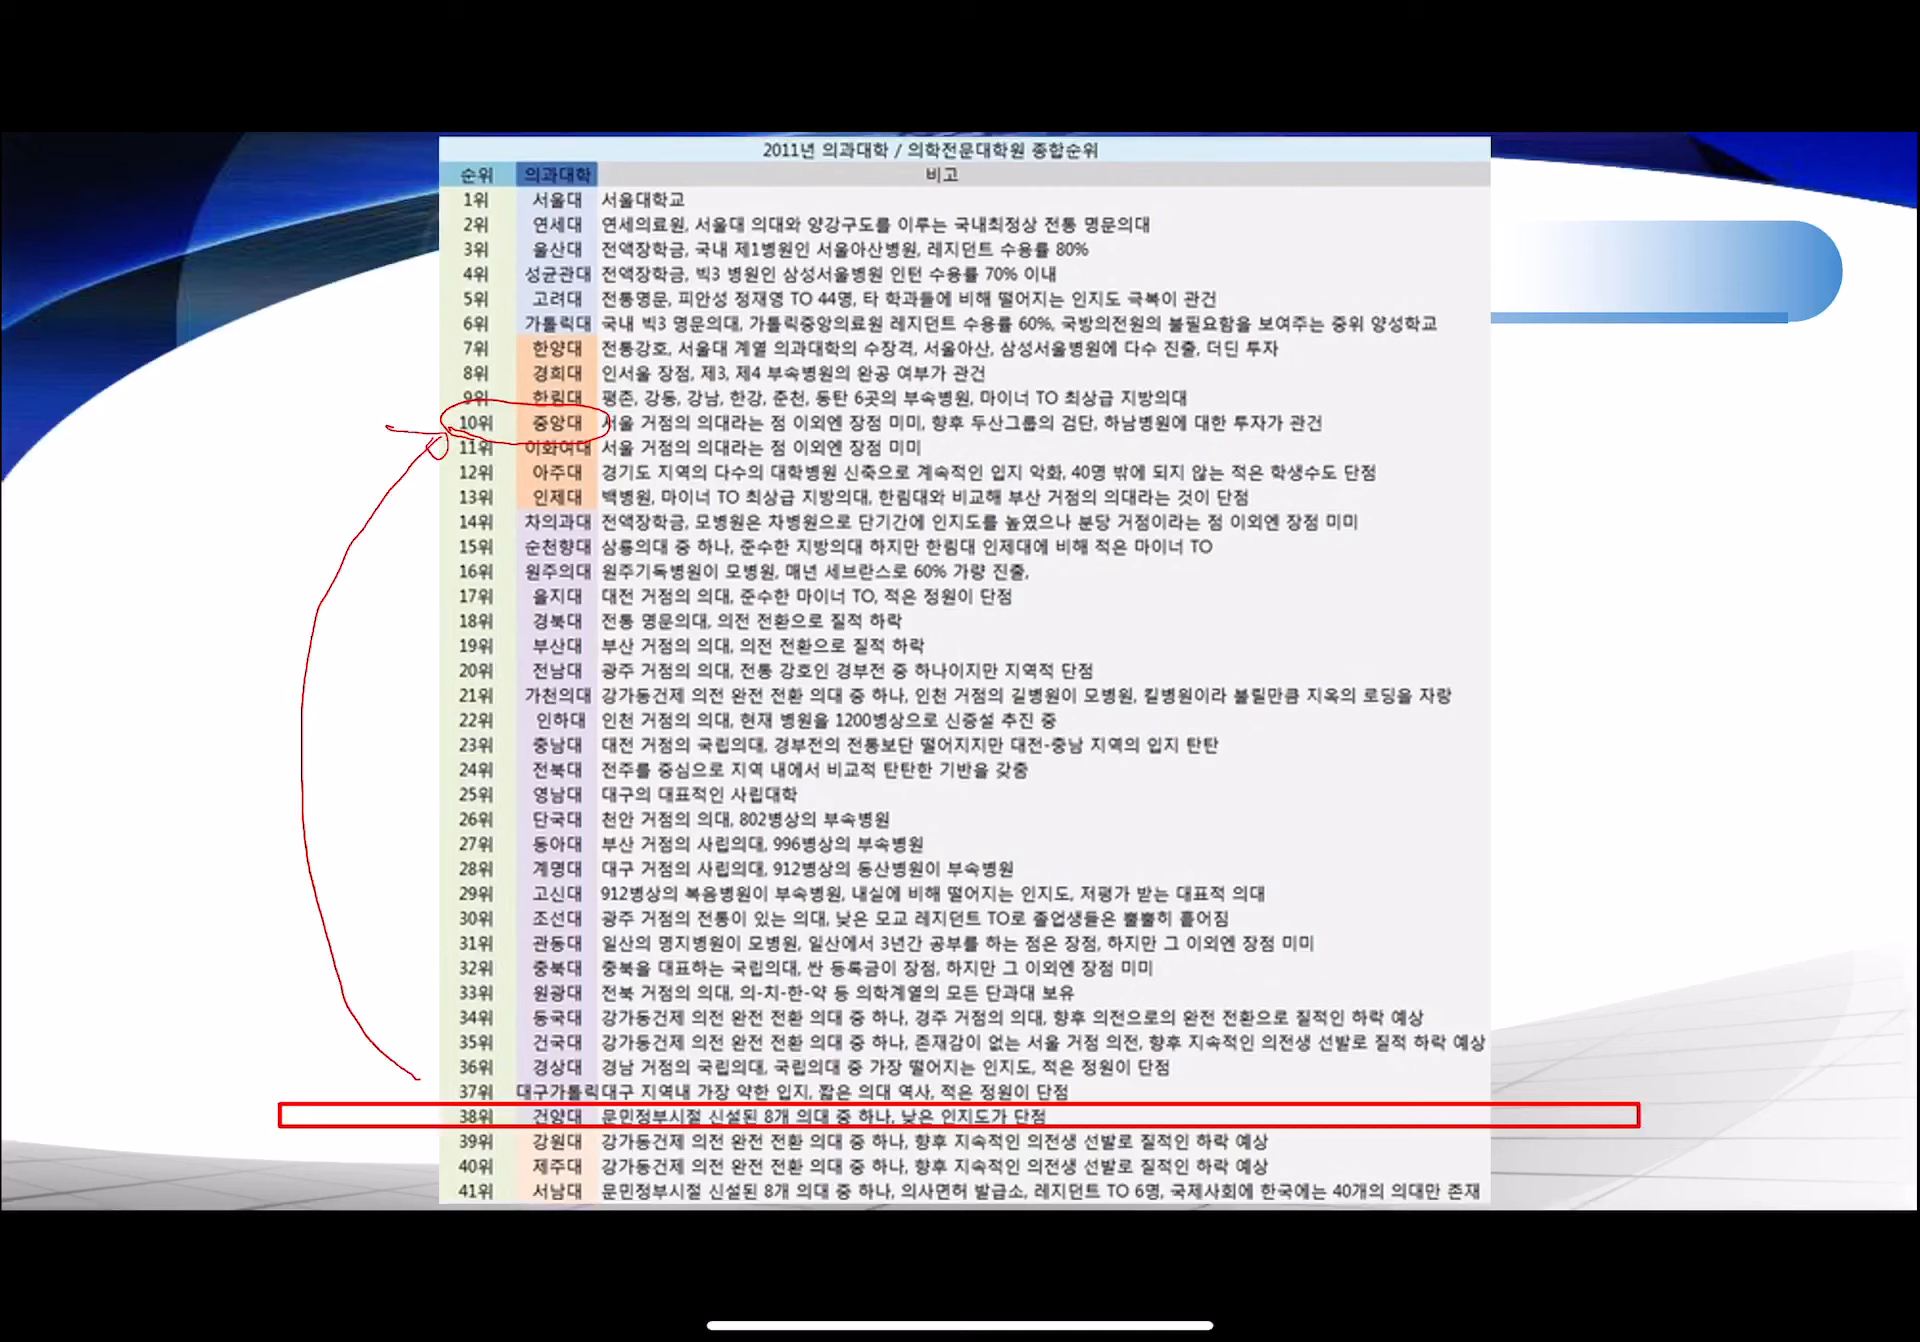 2011년 의과대학 / 의학전문대학원 종합순위
순위 의과대학 비고
1위 서울대 서울대학교
2위 연세대 연세의료원, 서울대 의대와 양강구도를 이루는 국내최정상 전통 명문의대
3위 울산대 전액장학금, 국내 제1병원인 서울아산병원, 레지던트 수용률 80%
4위 성균관대 전액장학금, 빅3 병원인 삼성서울병원 인턴 수용률 70% 이내
5위 고려대 전통명문, 피안성 정재영 TO 44명, 타 학과들에 비해 떨어지는 인지도 극복이 관건
6위 가톨릭대 국내 빅3 명문의대, 가톨릭중앙의료원 레지던트 수용률 60%, 국방의전원의 불필요함을 보여주는 중위 양성학교
7위 한양대 전통강호, 서울대 계열 의과대학의 수장격, 서울아산, 삼성서울병원에 다수 진출, 더딘 투자
8위 경희대 인서울 장점, 제3, 제4 부속병원의 완공 여부가 관건
9위 한림대 평촌, 강동, 강남, 한강, 춘천, 동탄 6곳의 부속병원, 마이너 TO 최상급 지방의대
10위 중앙대 서울 거점의 의대라는 점 이외엔 장점 미미, 향후 두산그룹의 검단, 하남병원에 대한 투자가 관건
11위 이화여대 서울 거점의 의대라는 점 이외엔 장점 미미
12위 아주대 경기도 지역의 다수의 대학병원 신축으로 계속적인 입지 악화, 40명 밖에 되지 않는 적은 학생수도 단점
13위 인제대 백병원, 마이너 TO 최상급 지방의대, 한림대와 비교해 부산 거점의 의대라는 것이 단점
14위 차의과대 전액장학금, 모병원은 차병원으로 단기간에 인지도를 높였으나 분당 거점이라는 점 이외엔 장점 미미
15위 순천향대 삼룡의대 중 하나, 준수한 지방의대 하지만 한림대 인제대에 비해 적은 마이너 TO
16위 원주의대 원주기독병원이 모병원, 매년 세브란스로 60% 가량 진출,
17위 을지대 대전 거점의 의대, 준수한 마이너 TO, 적은 정원이 단점
18위 경북대 전통 명문의대, 의전 전환으로 질적 하락
19위 부산대 부산 거점의 의대, 의전 전환으로 질적 하락
20위 전남대 광주 거점의 의대, 전통 강호인 경부전 중 하나이지만 지역적 단점
21위 가천의대 강가동건제 의전 완전 전환 의대 중 하나, 인천 거점의 길병원이 모병원, 킬병원이라 불릴만큼 지옥의 로딩을 자랑
22위 인하대 인천 거점의 의대, 현재 병원을 1200병상으로 신증설 추진 중
23위 충남대 대전 거점의 국립의대, 경부전의 전통보단 떨어지지만 대전-충남 지역의 입지 탄탄
24위 전북대 전주를 중심으로 지역 내에서 비교적 탄탄한 기반을 갖춤
25위 영남대 대구의 대표적인 사립대학
26위 단국대 천안 거점의 의대, 802병상의 부속병원
27위 동아대 부산 거점의 사립의대, 996병상의 부속병원
28위 계명대 대구 거점의 사립의대, 912병상의 동산병원이 부속병원
29위 고신대 912병상의 복음병원이 부속병원, 내실에 비해 떨어지는 인지도, 저평가 받는 대표적 의대
30위 조선대 광주 거점의 전통이 있는 의대, 낮은 모교 레지던트 TO로 졸업생들은 뿔뿔히 흩어짐
31위 관동대 일산의 명지병원이 모병원, 일산에서 3년간 공부를 하는 점은 장점, 하지만 그 이외엔 장점 미미
32위 충북대 충북을 대표하는 국립의대, 싼 등록금이 장점, 하지만 그 이외엔 장점 미미
33위 원광대 전북 거점의 의대, 의-치-한-약 등 의학계열의 모든 단과대 보유
34위 동국대 강가동건제 의전 완전 전환 의대 중 하나, 경주 거점의 의대, 향후 의전으로의 완전 전환으로 질적인 하락 예상
35위 건국대 강가동건제 의전 완전 전환 의대 중 하나, 존재감이 없는 서울 거점 의전, 향후 지속적인 의전생 선발로 질적 하락 예상
36위 경상대 경남 거점의 국립의대, 국립의대 중 가장 떨어지는 인지도, 적은 정원이 단점
37위 대구가톨릭 대구 지역내 가장 약한 입지, 짧은 의대 역사, 적은 정원이 단점
38위 건양대 문민정부시절 신설된 8개 의대 중 하나, 낮은 인지도가 단점
39위 강원대 강가동건제 의전 완전 전환 의대 중 하나, 향후 지속적인 의전생 선발로 질적인 하락 예상
40위 제주대 강가동건제 의전 완전 전환 의대 중 하나, 향후 지속적인 의전생 선발로 질적인 하락 예상
41위 서남대 문민정부시절 신설된 8개 의대 중 하나, 의사면허 발급소, 레지던트 TO 6명, 국제사회에 한국에는 40개의 의대만 존재